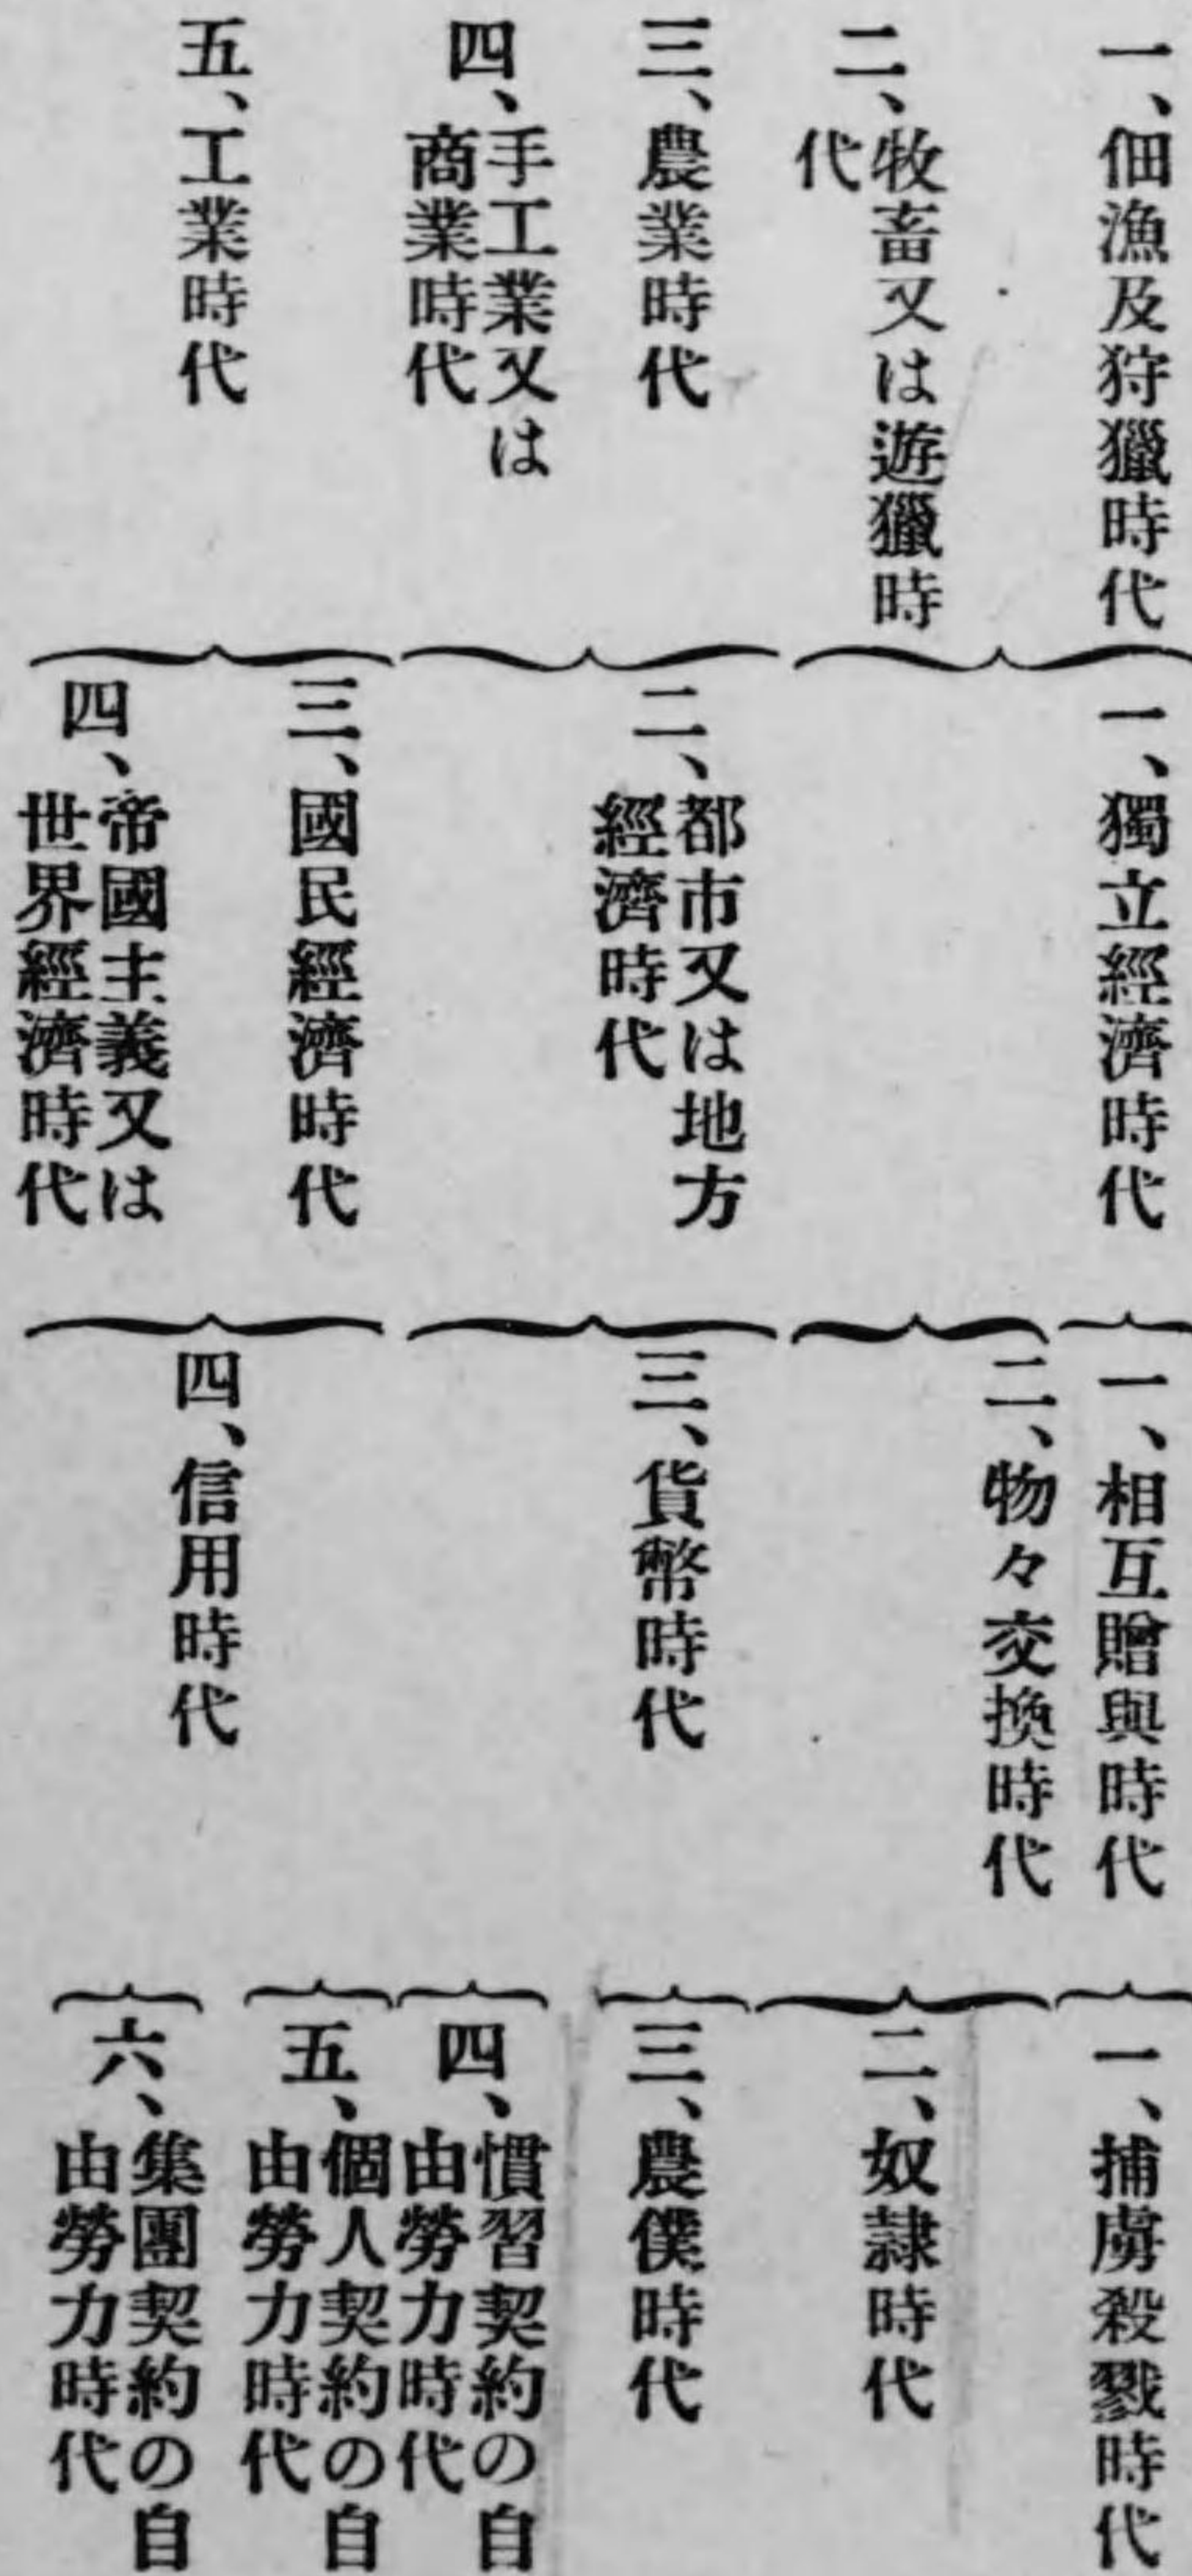 一、佃漁及狩獵時代
二、牧畜又は遊獵時
代
三、農業時代
四、手工業又は
商業時代
五、工業時代
一、獨立經濟時代
二、都市又は地方
經濟時代
三、國民經濟時代
四、帝國主義又は
世界經濟時代
一、相互贈與時代
二、物々交換時代
三、貨幣時代
四、信用時代
一、捕虜殺戮時代
二、奴隷時代
三、農僕時代
四、慣習契約の自
由勞力時代
五、個人契約の自
由勞力時代
六、集團契約の自
由勞力時代